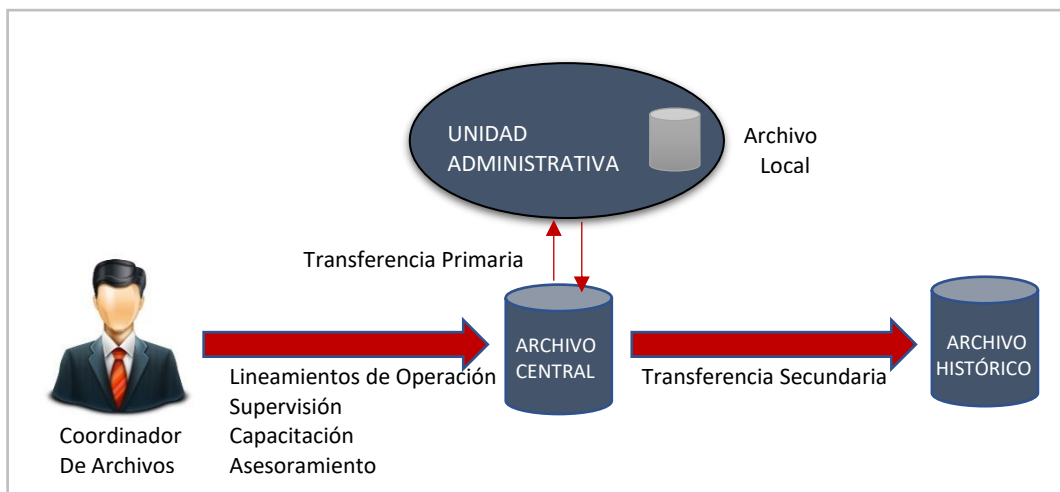 UNIDAD
ADMINISTRATIVA
Archivo
Local
Transferencia Primaria
ARCHIVO
CENTRAL
ARCHIVO
HISTÓRICO
Lineamientos de Operación
Supervisión
Capacitación
Asesoramiento
Transferencia Secundaria
Coordinador
De Archivos